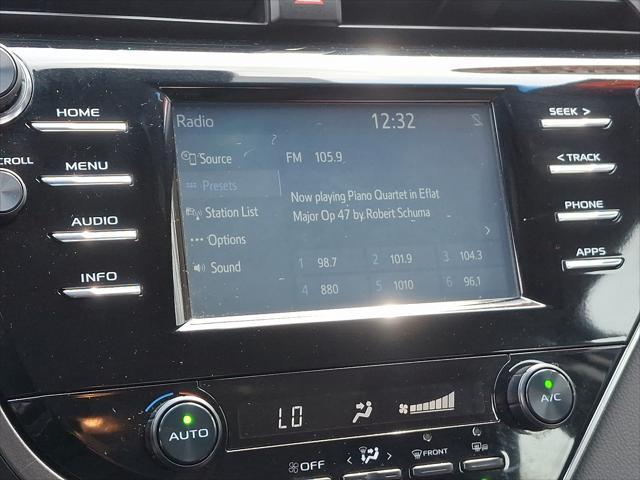 Radio
12:32
HOME
MENU
AUDIO
INFO
SCROLL
Source
Presets
Station List
Options
Sound
FM 105.9
?
Now playing Piano Quartet in Eflat
Major Op 47 by Robert Schuma
1 98.7 2 101.9 3 104.3
4 880 5 1010 6 96.1
SEEK >
< TRACK
PHONE
APPS
AUTO
LO
A/C
OFF
FRONT